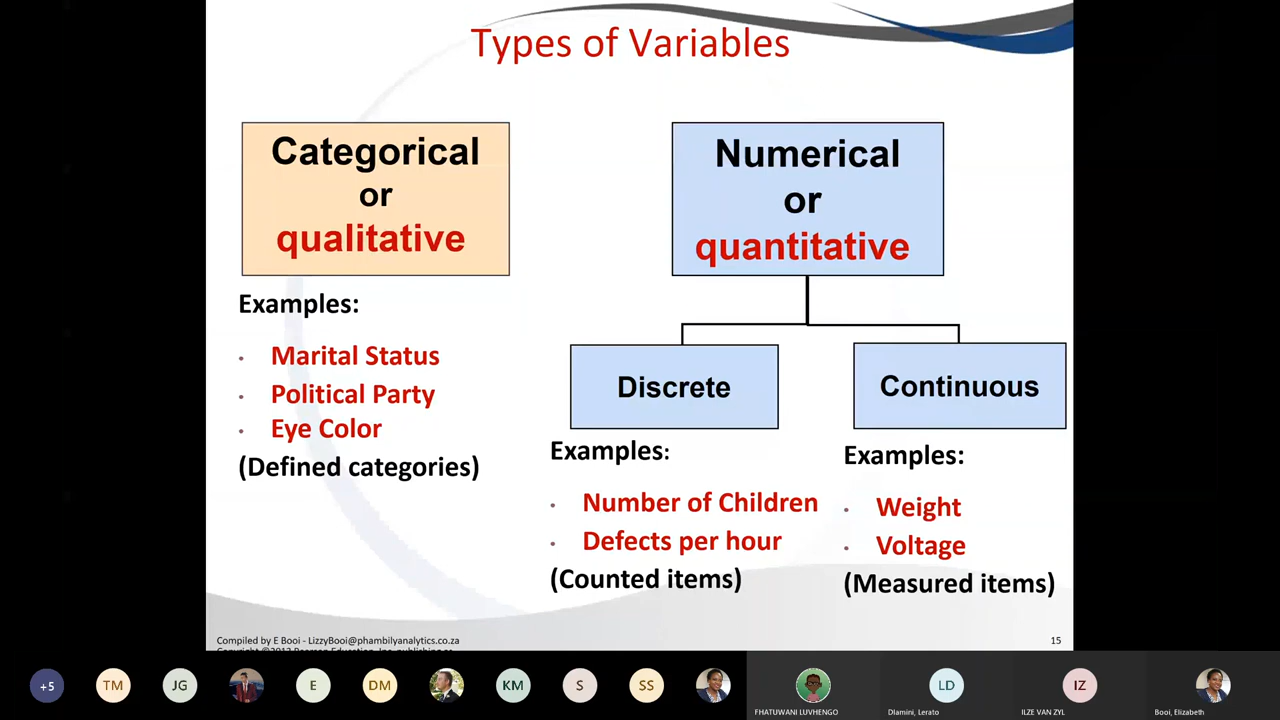 Types of Variables
Categorical
or
qualitative
Numerical
or
quantitative
Examples:
• Marital Status
• Political Party
• Eye Color
(Defined categories)
Discrete
Continuous
Examples:
• Number of Children
• Defects per hour
(Counted items)
Examples:
• Weight
• Voltage
(Measured items)
Compiled by E Booi - LizzyBooi@phambilyanalytics.co.za
15
+5
TM
JG
E
DM
KM
S
SS
LD
IZ
FHATUWANI LUVHENGO
Dlamini, Lerato
ILZE VAN ZYL
Booi, Elizabeth